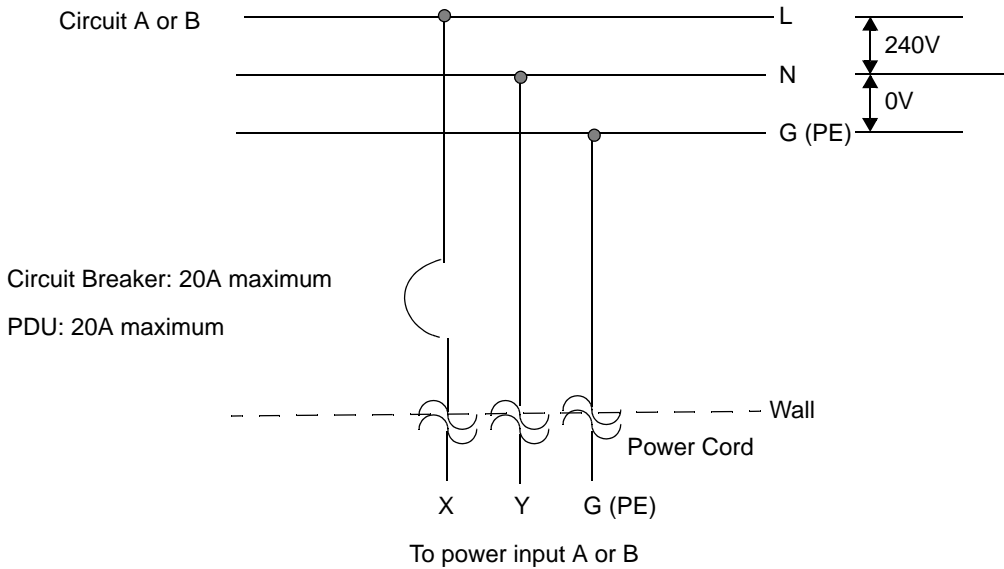 Circuit A or B
L
240V
N
0V
G (PE)
Circuit Breaker: 20A maximum
PDU: 20A maximum
Wall
Power Cord
X Y G (PE)
To power input A or B